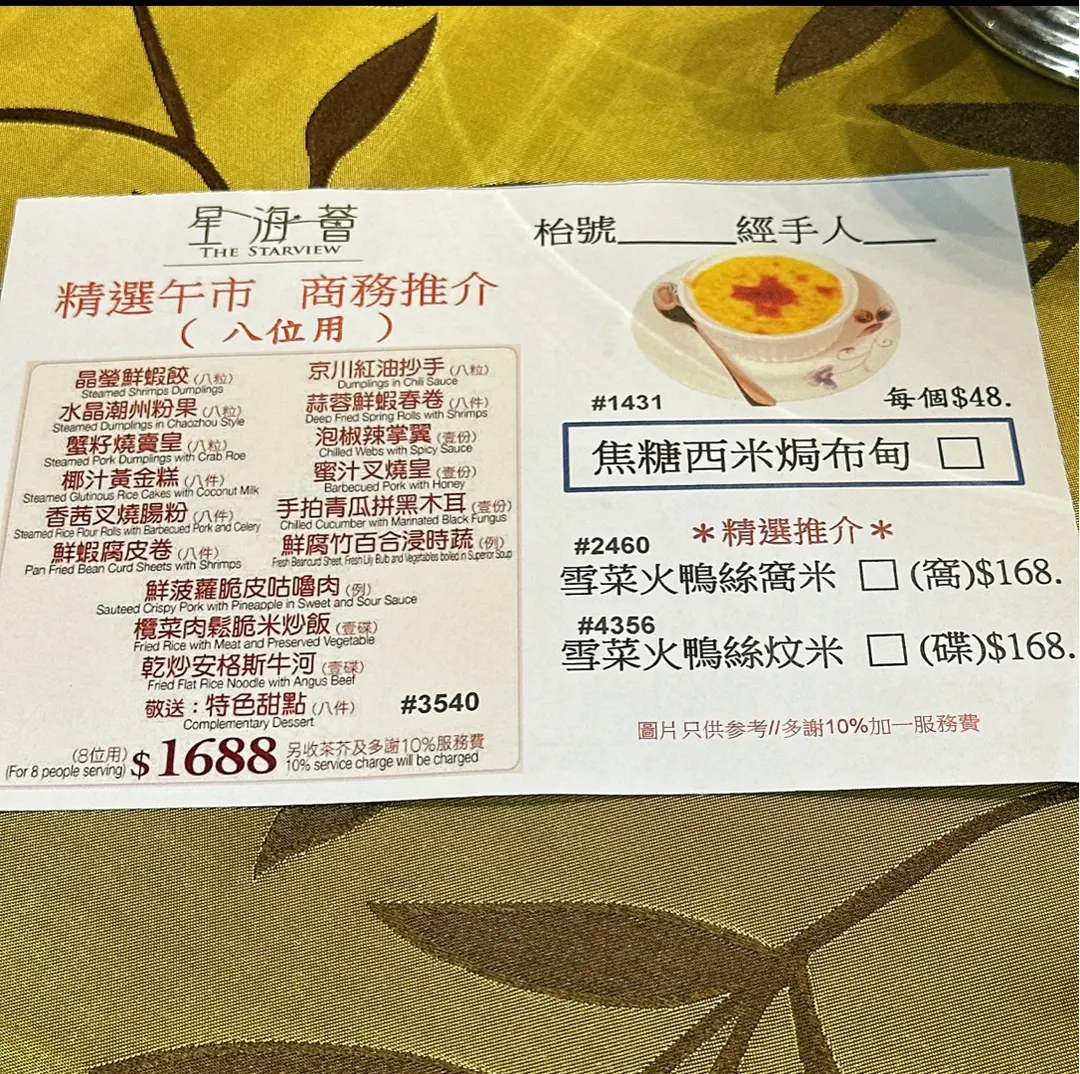 星海薈
THE STARVIEW
精選午市 商務推介
(八位用)
晶瑩鮮蝦餃(八粒)
Steamed Shrimps Dumplings
水晶潮州粉果(八粒)
Steamed Dumplings in Chaozhou Style
蟹籽燒賣皇(八粒)
Steamed Pork Dumplings with Crab Roe
椰汁黃金糕(八件)
Steamed Glutinous Rice Cakes with Coconut Milk
香茜叉燒腸粉(八件)
Steamed Rice Flour Rolls with Barbecued Pork and Celery
鮮蝦腐皮卷(八件)
Pan Fried Bean Curd Sheets with Shrimps
京川紅油抄手(八粒)
Dumplings in Chili Sauce
蒜蓉鮮蝦春卷(八件)
Deep Fried Spring Rolls with Shrimps
泡椒辣掌翼(壹份)
Chilled Webs with Spicy Sauce
蜜汁叉燒皇(壹份)
Barbecued Pork with Honey
手拍青瓜拼黑木耳(壹份)
Chilled Cucumber with Marinated Black Fungus
鮮腐竹百合浸時蔬(例)
Fresh Beancurd Sheet, Fresh Lily Bulb and Vegetables boiled in Superior Soup
鮮菠蘿脆皮咕嚕肉(例)
Sauteed Crispy Pork with Pineapple in Sweet and Sour Sauce
欖菜肉鬆脆米炒飯(壹碟)
Fried Rice with Meat and Preserved Vegetable
乾炒安格斯牛河(壹碟)
Fried Flat Rice Noodle with Angus Beef
敬送：特色甜點(八件) #3540
Complementary Dessert
(8位用) $1688 另收茶芥及多謝10%服務費
(For 8 people serving) 10% service charge will be charged
枱號______經手人____
#1431 每個$48.
焦糖西米焗布甸 □
＊精選推介＊
#2460
雪菜火鴨絲窩米 □(窩)$168.
#4356
雪菜火鴨絲炆米 □(碟)$168.
圖片只供參考//多謝10%加一服務費